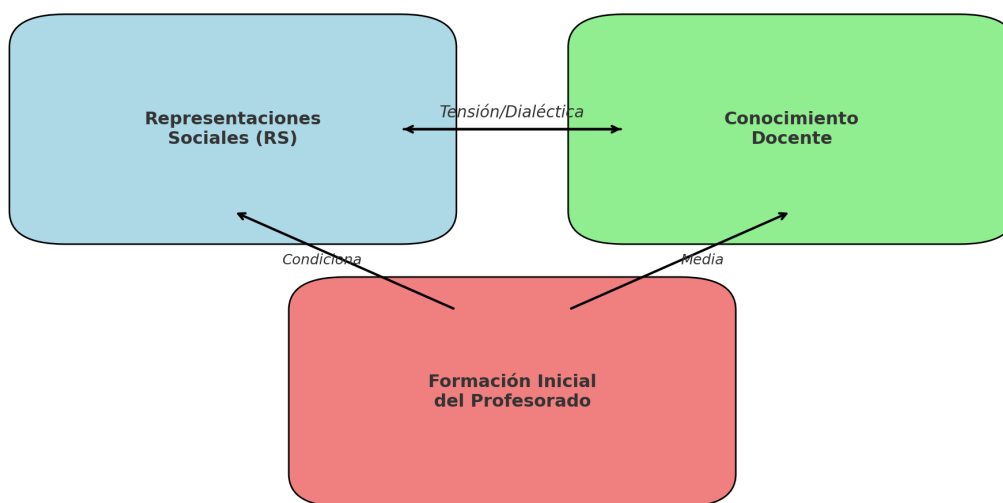 Representaciones
Sociales (RS)
Tensión/Dialéctica
Conocimiento
Docente
Condiciona
Media
Formación Inicial
del Profesorado